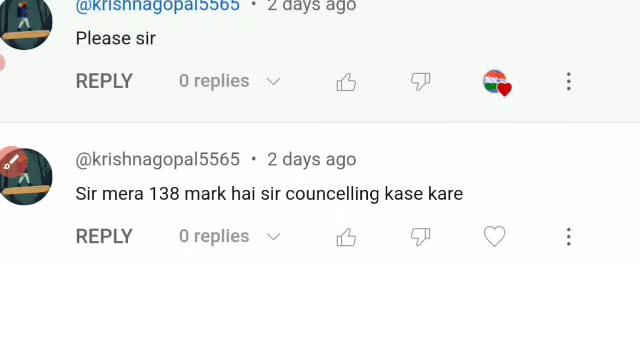 @krishnagopal5565 • 2 days ago
Please sir
REPLY 0 replies
@krishnagopal5565 • 2 days ago
Sir mera 138 mark hai sir councelling kase kare
REPLY 0 replies